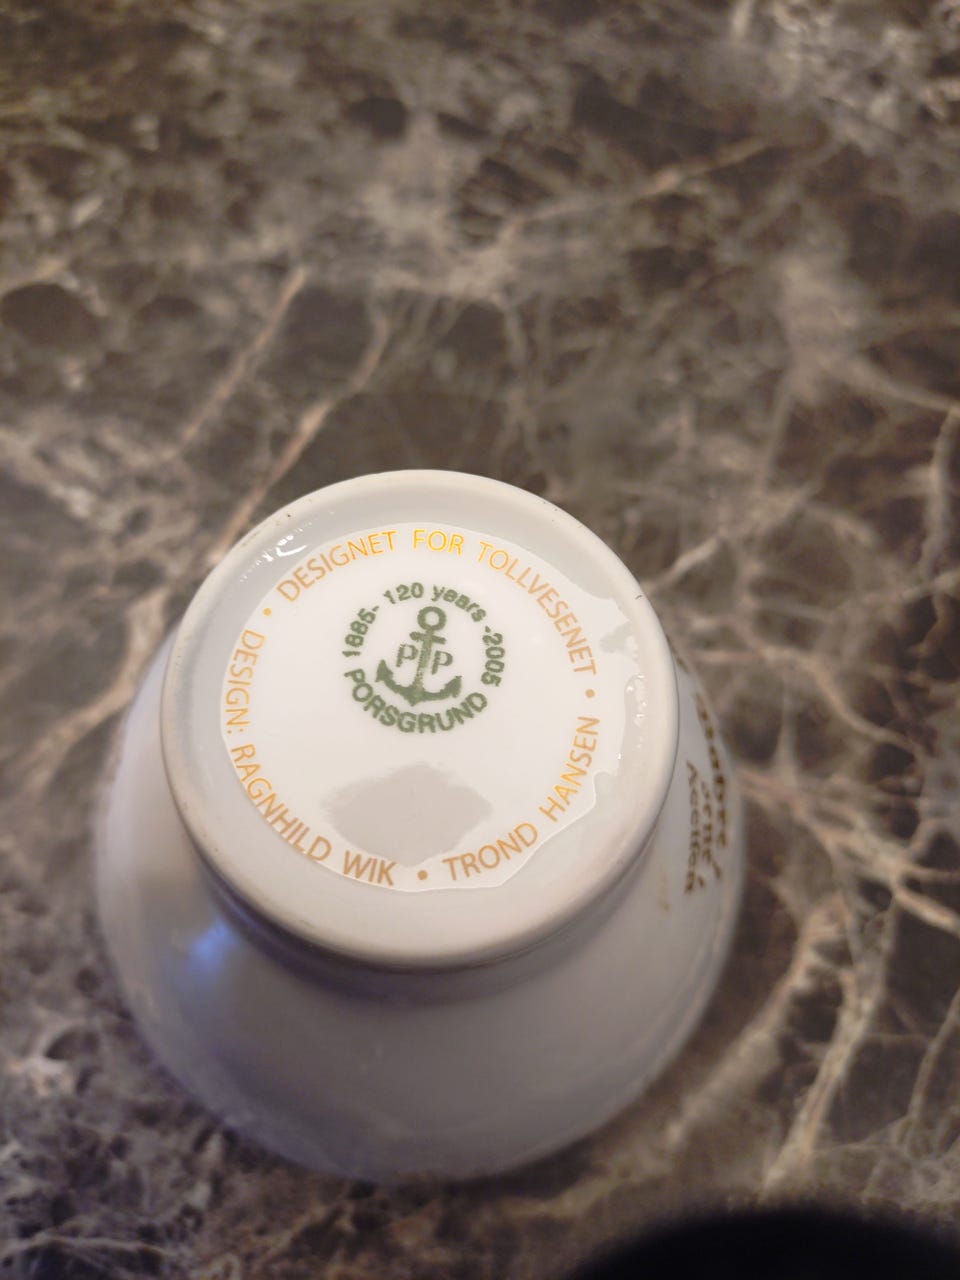 • DESIGNET FOR TOLLVESENET •
TROND HANSEN •
DESIGN: RAGNHILD WIK
1885- 120 years -2005
PP
PORSGRUND